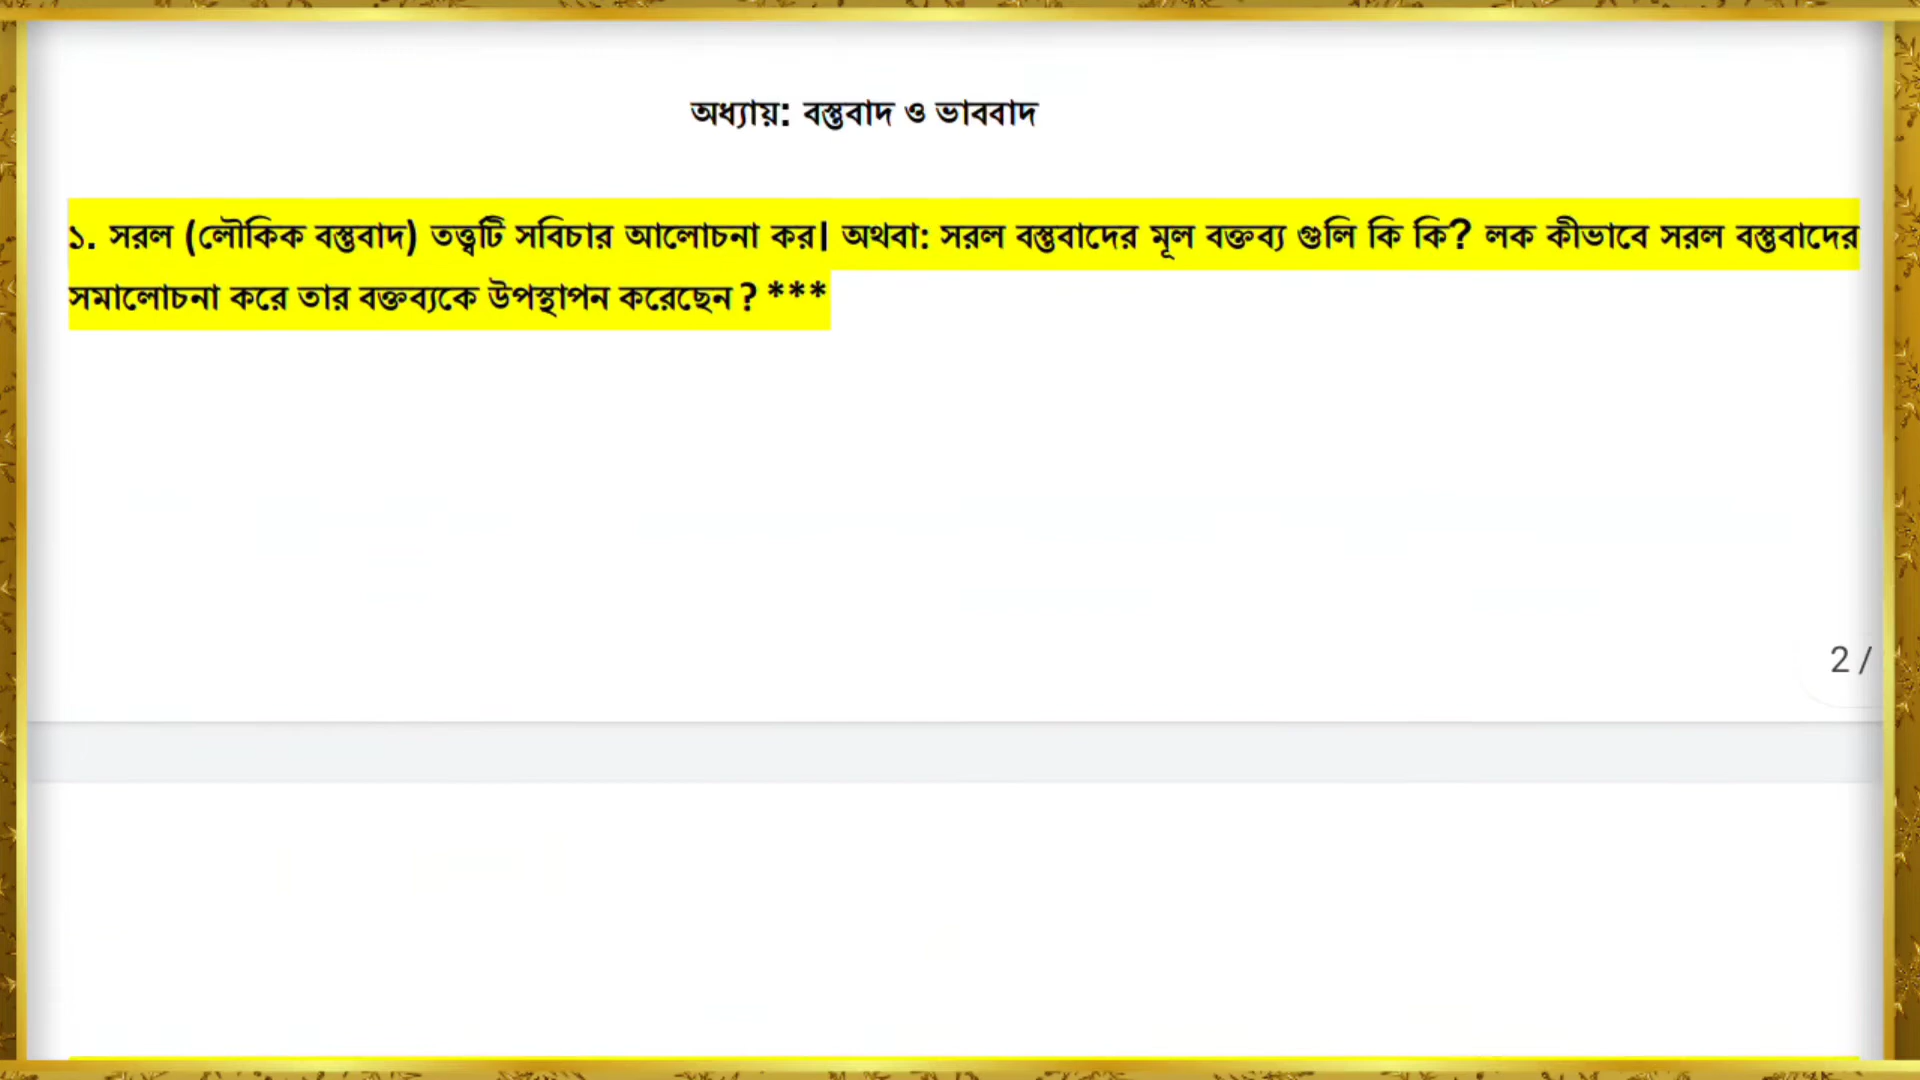 অধ্যায়: বস্তুবাদ ও ভাববাদ
১. সরল (লৌকিক বস্তুবাদ) তত্ত্বটি সবিচার আলোচনা কর| অথবা: সরল বস্তুবাদের মূল বক্তব্য গুলি কি কি? লক কীভাবে সরল বস্তুবাদের
সমালোচনা করে তার বক্তব্যকে উপস্থাপন করেছেন ? ***
2 /